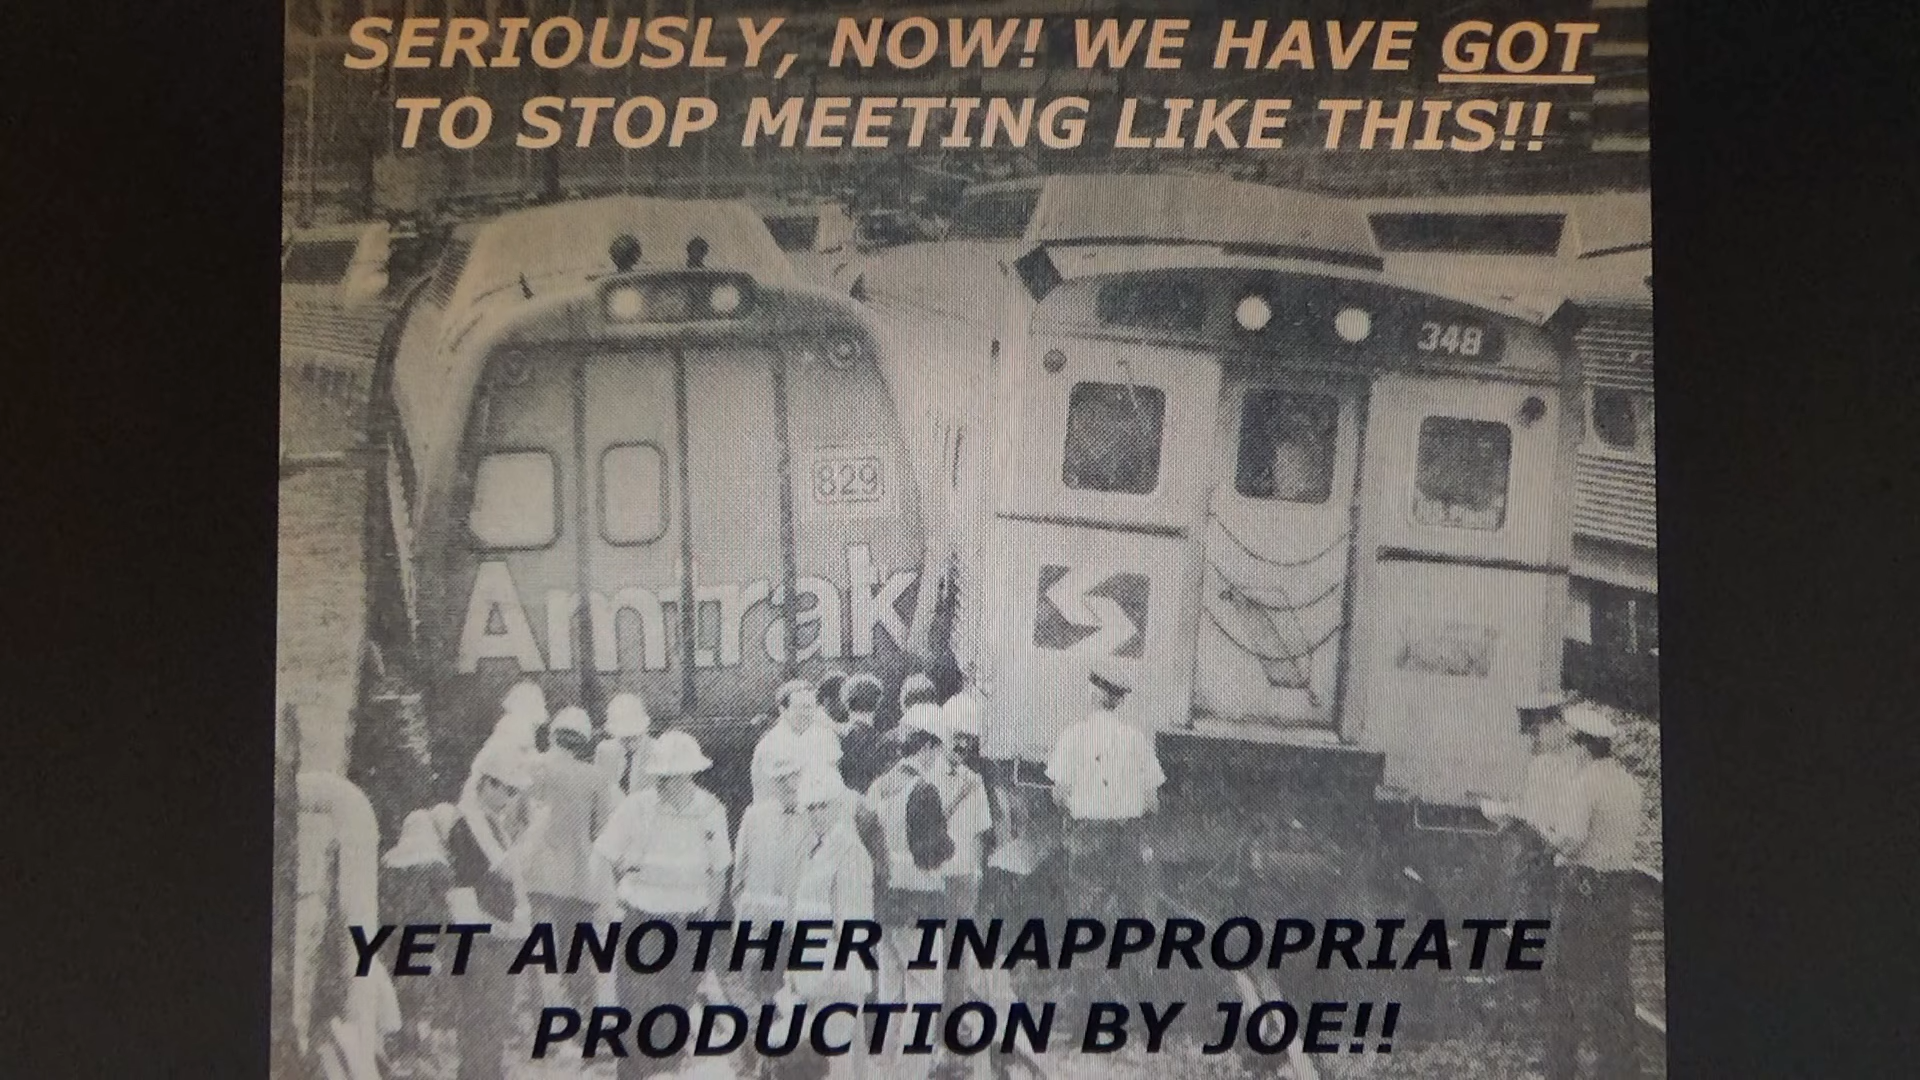 SERIOUSLY, NOW! WE HAVE GOT
TO STOP MEETING LIKE THIS!!
348
829
Amtrak
YET ANOTHER INAPPROPRIATE
PRODUCTION BY JOE!!